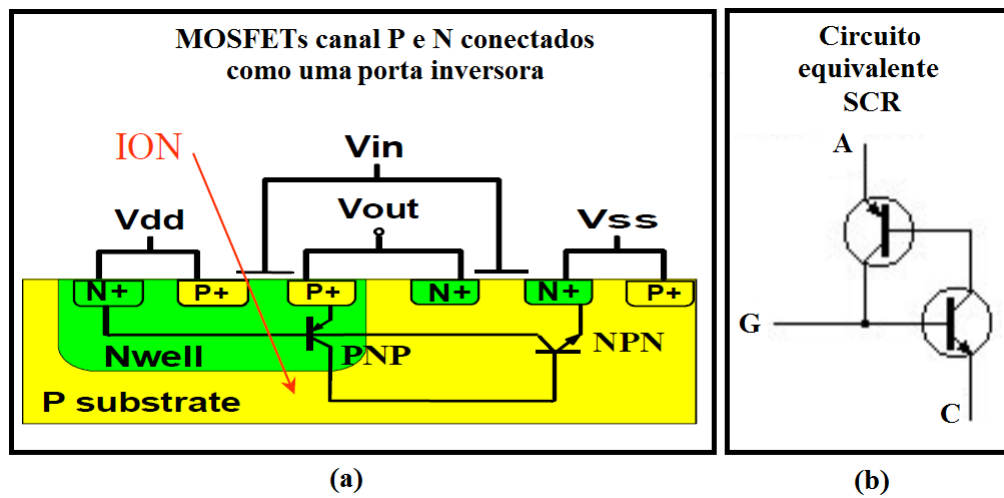 MOSFETs canal P e N conectados
como uma porta inversora
ION
Vin
Vdd
Vout
Vss
N+
P+
P+
N+
N+
P+
Nwell
PNP
NPN
P substrate
(a)
Circuito
equivalente
SCR
A
G
C
(b)